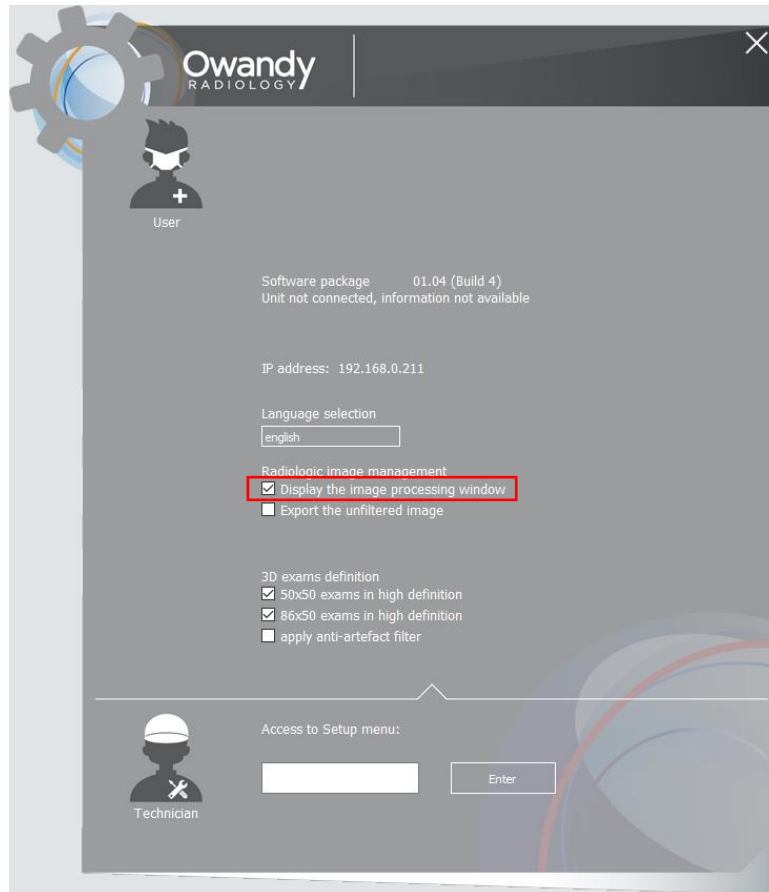 Owandy
RADIOLOGY
User
Software package 01.04 (Build 4)
Unit not connected, information not available
IP address: 192.168.0.211
Language selection
english
Radiologic image management
Display the image processing window
Export the unfiltered image
3D exams definition
50x50 exams in high definition
86x50 exams in high definition
apply anti-artefact filter
Access to Setup menu:
Enter
Technician